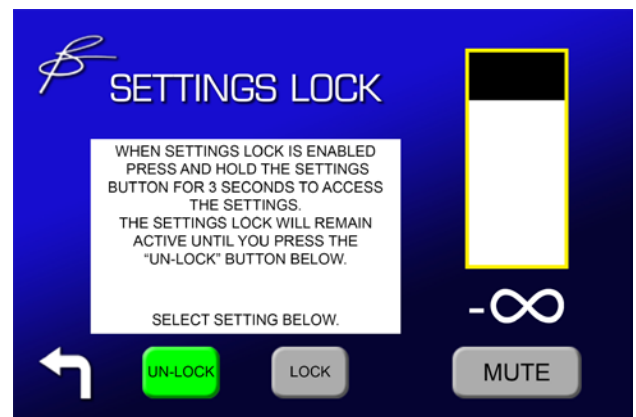 SETTINGS LOCK
WHEN SETTINGS LOCK IS ENABLED
PRESS AND HOLD THE SETTINGS
BUTTON FOR 3 SECONDS TO ACCESS
THE SETTINGS.
THE SETTINGS LOCK WILL REMAIN
ACTIVE UNTIL YOU PRESS THE
“UN-LOCK” BUTTON BELOW.
SELECT SETTING BELOW.
-∞
UN-LOCK
LOCK
MUTE